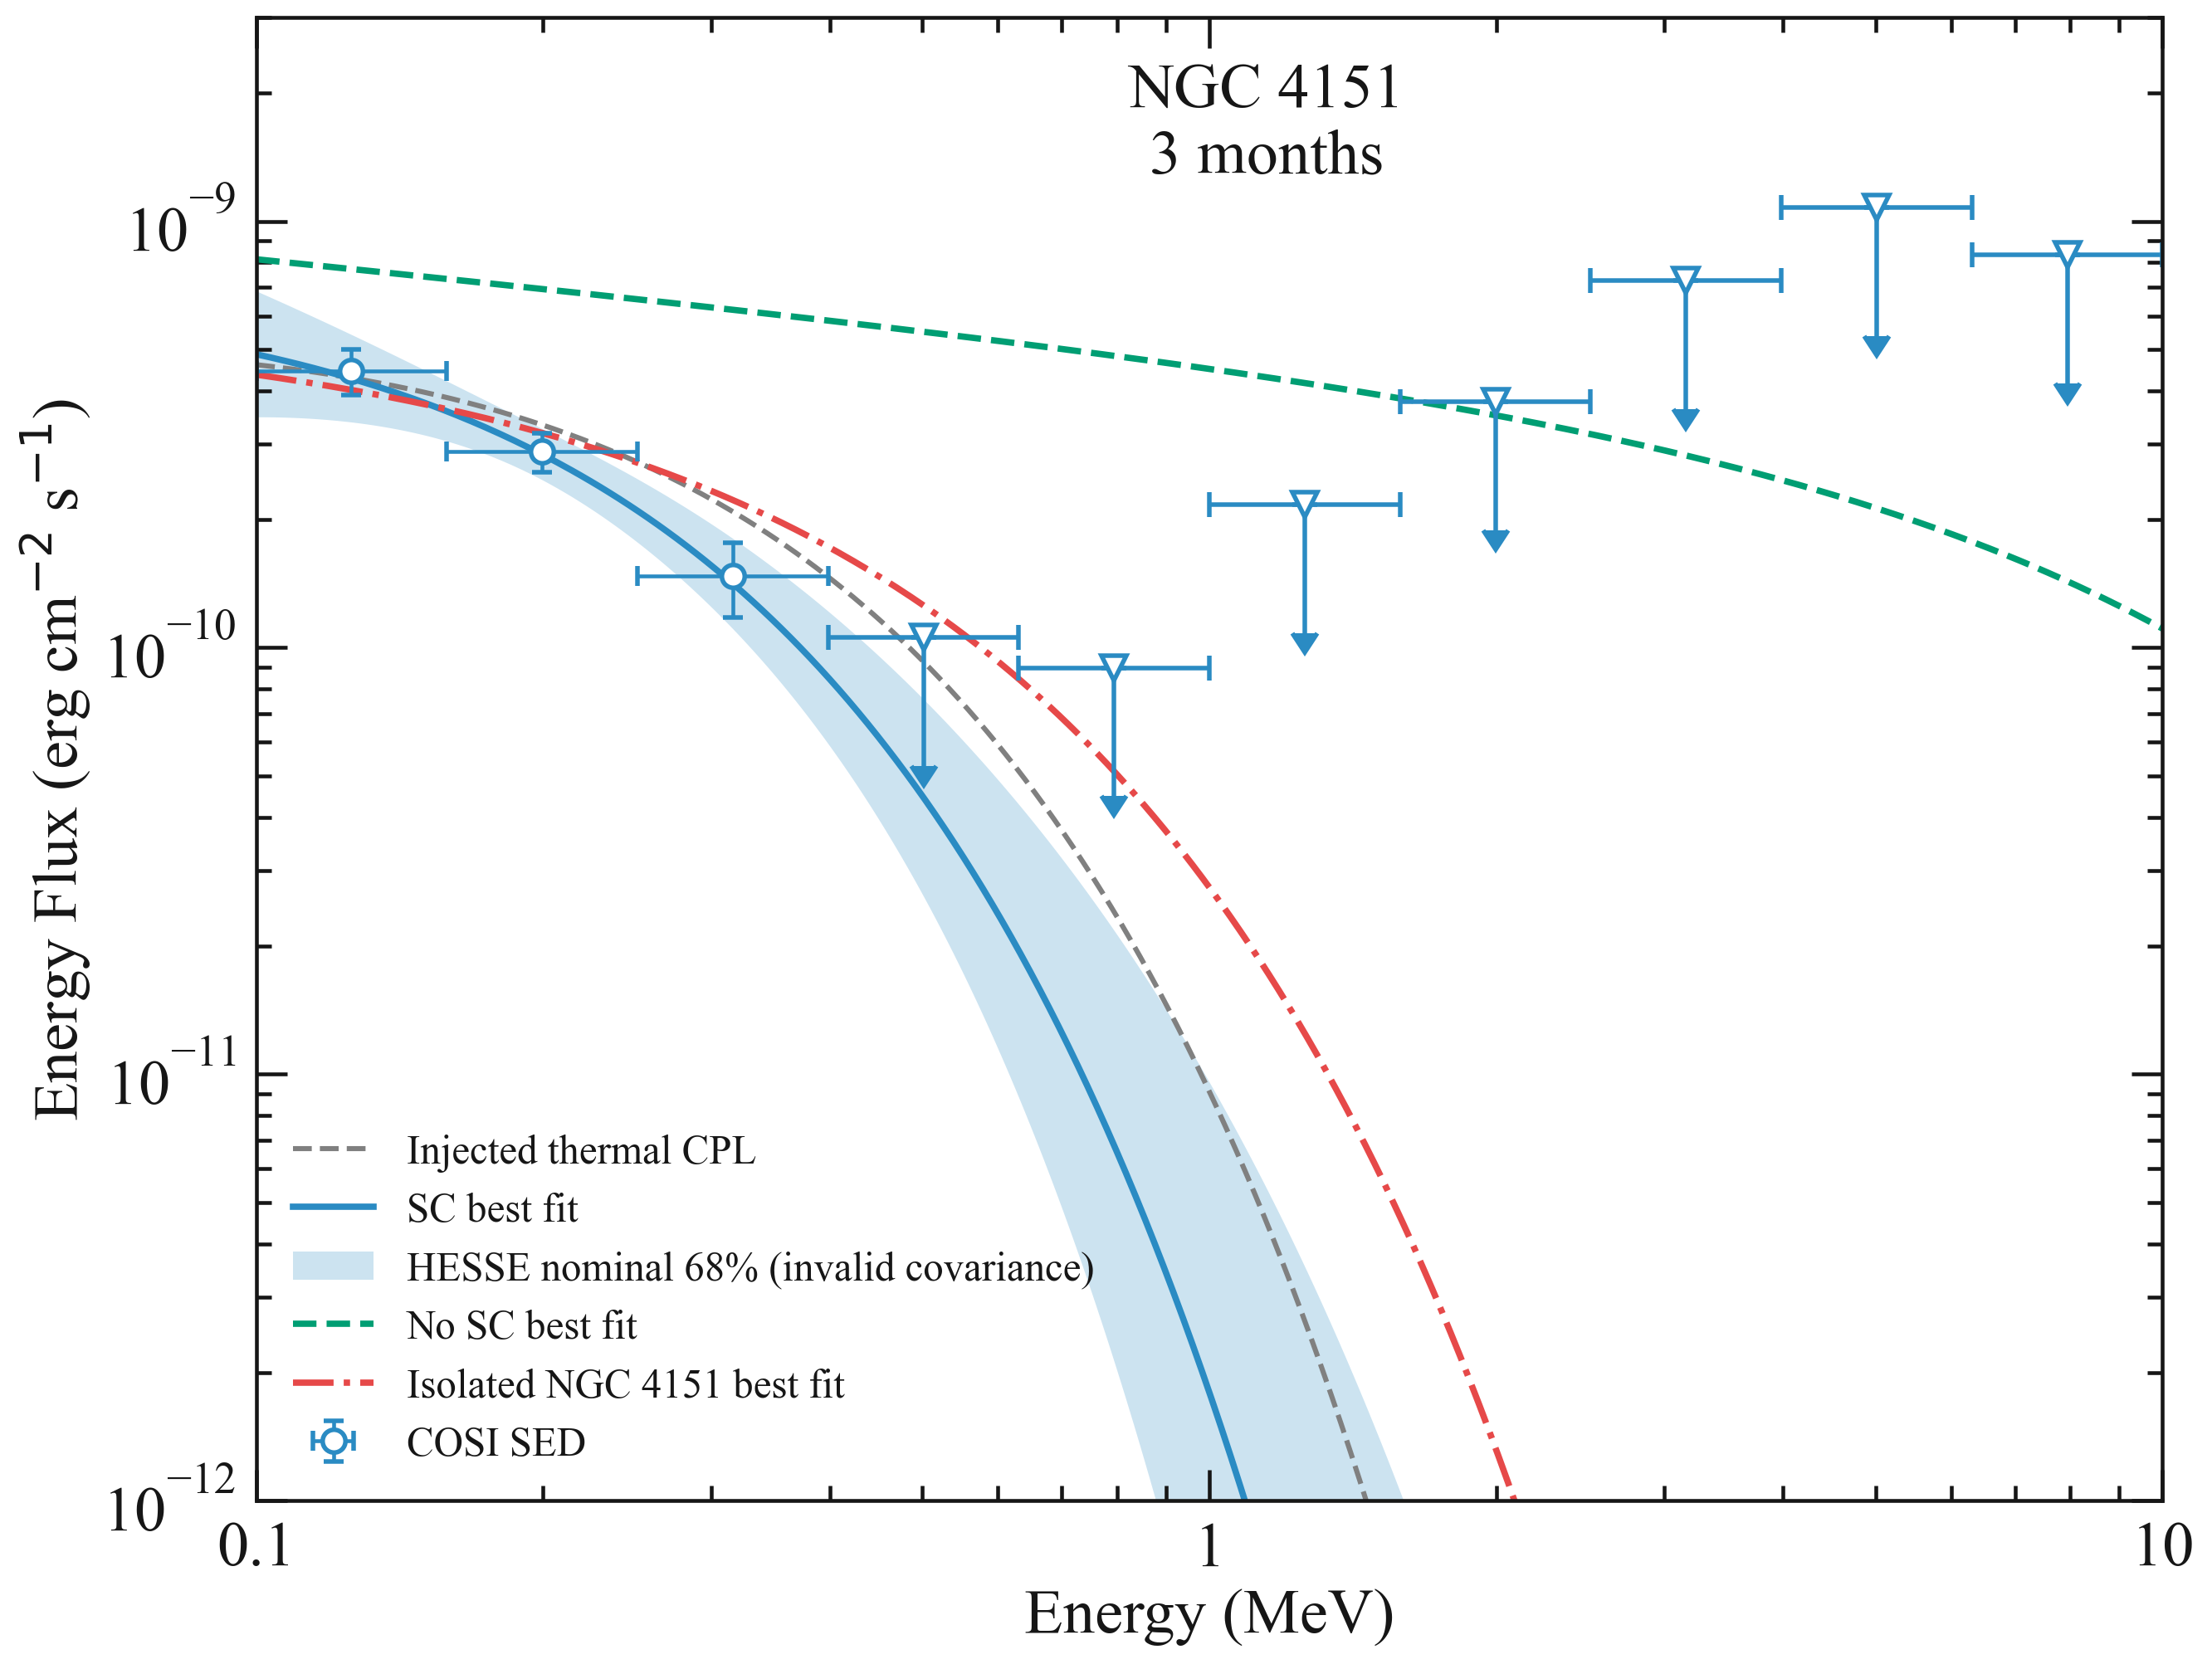 NGC 4151
3 months
10⁻⁹
10⁻¹⁰
10⁻¹¹
10⁻¹²
Energy Flux (erg cm⁻² s⁻¹)
Injected thermal CPL
SC best fit
HESSE nominal 68% (invalid covariance)
No SC best fit
Isolated NGC 4151 best fit
COSI SED
0.1 1 10
Energy (MeV)